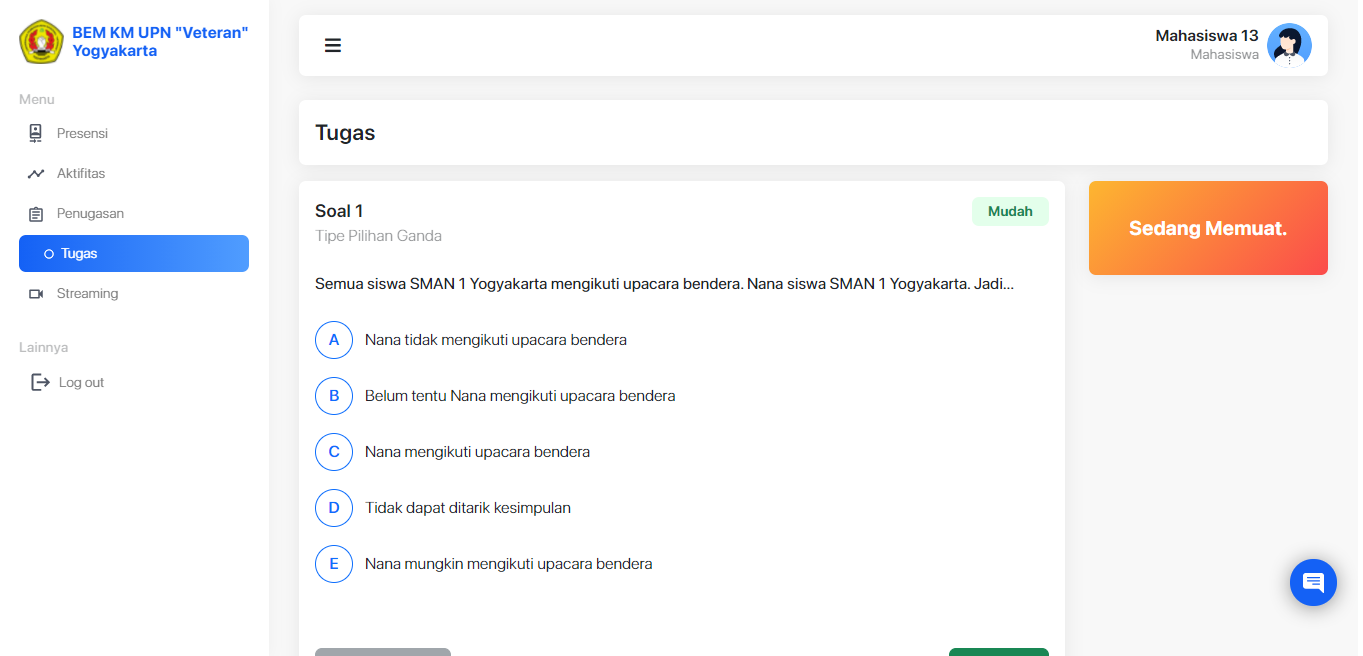 BEM KM UPN "Veteran"
Yogyakarta
Menu
Presensi
Aktifitas
Penugasan
Tugas
Streaming
Lainnya
Log out
Mahasiswa 13
Mahasiswa
Tugas
Soal 1
Mudah
Tipe Pilihan Ganda
Semua siswa SMAN 1 Yogyakarta mengikuti upacara bendera. Nana siswa SMAN 1 Yogyakarta. Jadi...
A Nana tidak mengikuti upacara bendera
B Belum tentu Nana mengikuti upacara bendera
C Nana mengikuti upacara bendera
D Tidak dapat ditarik kesimpulan
E Nana mungkin mengikuti upacara bendera
Sedang Memuat.